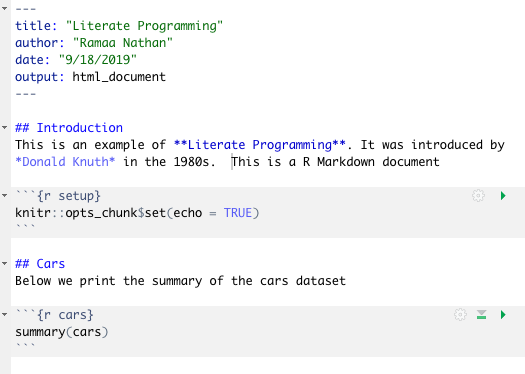 ---
title: "Literate Programming"
author: "Ramaa Nathan"
date: "9/18/2019"
output: html_document
---
## Introduction
This is an example of **Literate Programming**. It was introduced by
*Donald Knuth* in the 1980s.  This is a R Markdown document
```{r setup}
knitr::opts_chunk$set(echo = TRUE)
```
## Cars
Below we print the summary of the cars dataset
```{r cars}
summary(cars)
```